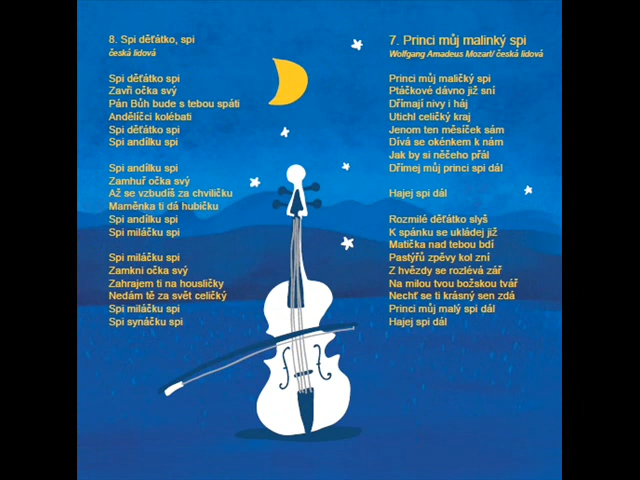 8. Spi děťátko, spi
česká lidová
Spi děťátko spi
Zavři očka svý
Pán Bůh bude s tebou spáti
Andělíčci kolébati
Spi děťátko spi
Spi andílku spi
Spi andílku spi
Zamhuř očka svý
Až se vzbudíš za chviličku
Maměnka ti dá hubičku
Spi andílku spi
Spi miláčku spi
Spi miláčku spi
Zamkni očka svý
Zahrajem ti na housličky
Nedám tě za svět celičký
Spi miláčku spi
Spi synáčku spi
7. Princi můj malinký spi
Wolfgang Amadeus Mozart/ česká lidová
Princi můj maličký spi
Ptáčkové dávno již sní
Dřímají nivy i háj
Utichl celičký kraj
Jenom ten měsíček sám
Dívá se okénkem k nám
Jak by si něčeho přál
Dřímej můj princi spi dál
Hajej spi dál
Rozmilé děťátko slyš
K spánku se ukládej již
Matička nad tebou bdí
Pastýřů zpěvy kol zní
Z hvězdy se rozlévá zář
Na milou tvou božskou tvář
Nechť se ti krásný sen zdá
Princi můj malý spi dál
Hajej spi dál